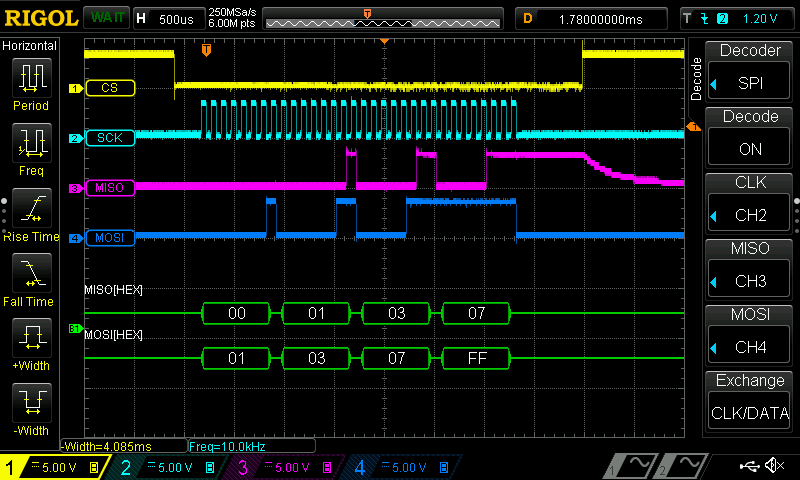 RIGOL WAIT H 500us 250MSa/s 6.00M pts T D 1.78000000ms T 2 1.20 V
Horizontal
Period
Freq
Rise Time
Fall Time
+Width
-Width
T
1 CS
2 SCK
3 MISO
4 MOSI
T
MISO[HEX]
00 01 03 07
B1
MOSI[HEX]
01 03 07 FF
-Width=4.085ms Freq=10.0kHz
Decode
Decoder
SPI
Decode
ON
CLK
CH2
MISO
CH3
MOSI
CH4
Exchange
CLK/DATA
1 5.00 V B 2 5.00 V B 3 5.00 V B 4 5.00 V B 1 2